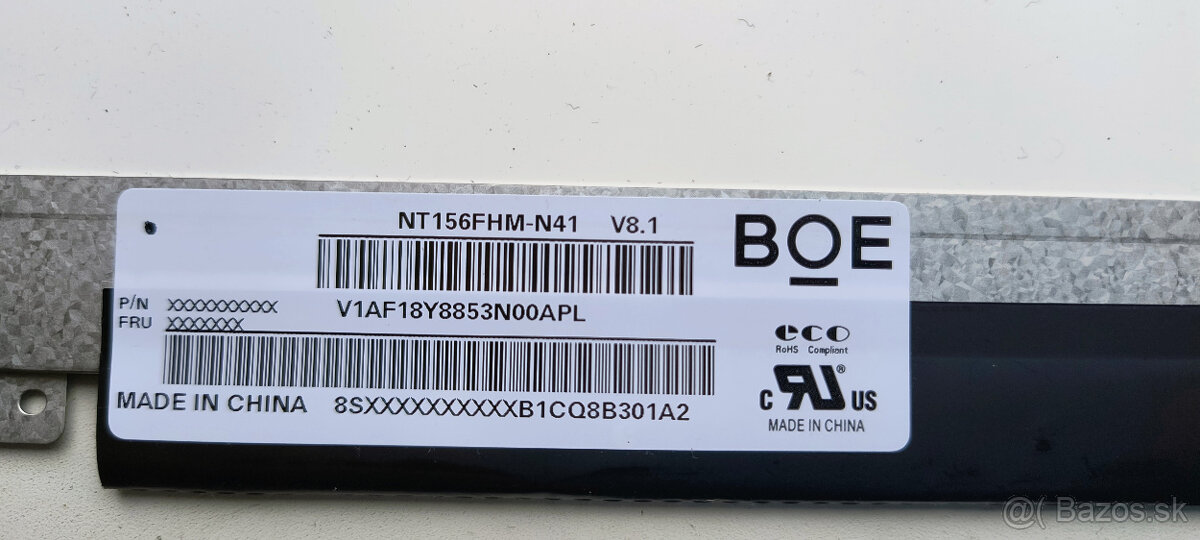 NT156FHM-N41 V8.1
BOE
P/N XXXXXXXXXX
FRU XXXXXXX
V1AF18Y8853N00APL
eco
RoHS Compliant
C RU ® US
MADE IN CHINA
MADE IN CHINA 8SXXXXXXXXXXB1CQ8B301A2
@( Bazos.sk